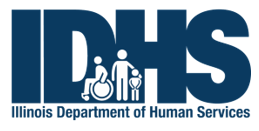 IDHS
Illinois Department of Human Services